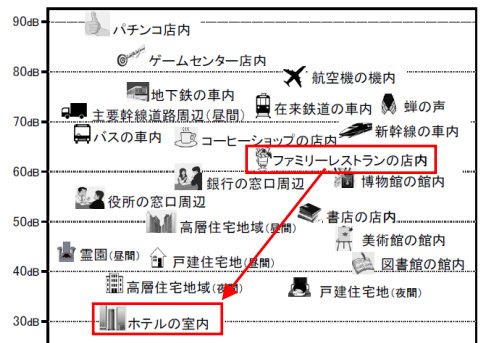 90dB
パチンコ店内
ゲームセンター店内
80dB
航空機の機内
地下鉄の車内
主要幹線道路周辺(昼間)
在来鉄道の車内
蝉の声
70dB
バスの車内
コーヒーショップの店内
新幹線の車内
ファミリーレストランの店内
60dB
銀行の窓口周辺
博物館の館内
役所の窓口周辺
書店の店内
50dB
高層住宅地域(昼間)
美術館の館内
霊園(昼間)
戸建住宅地(昼間)
図書館の館内
40dB
高層住宅地域(夜間)
戸建住宅地(夜間)
30dB
ホテルの室内